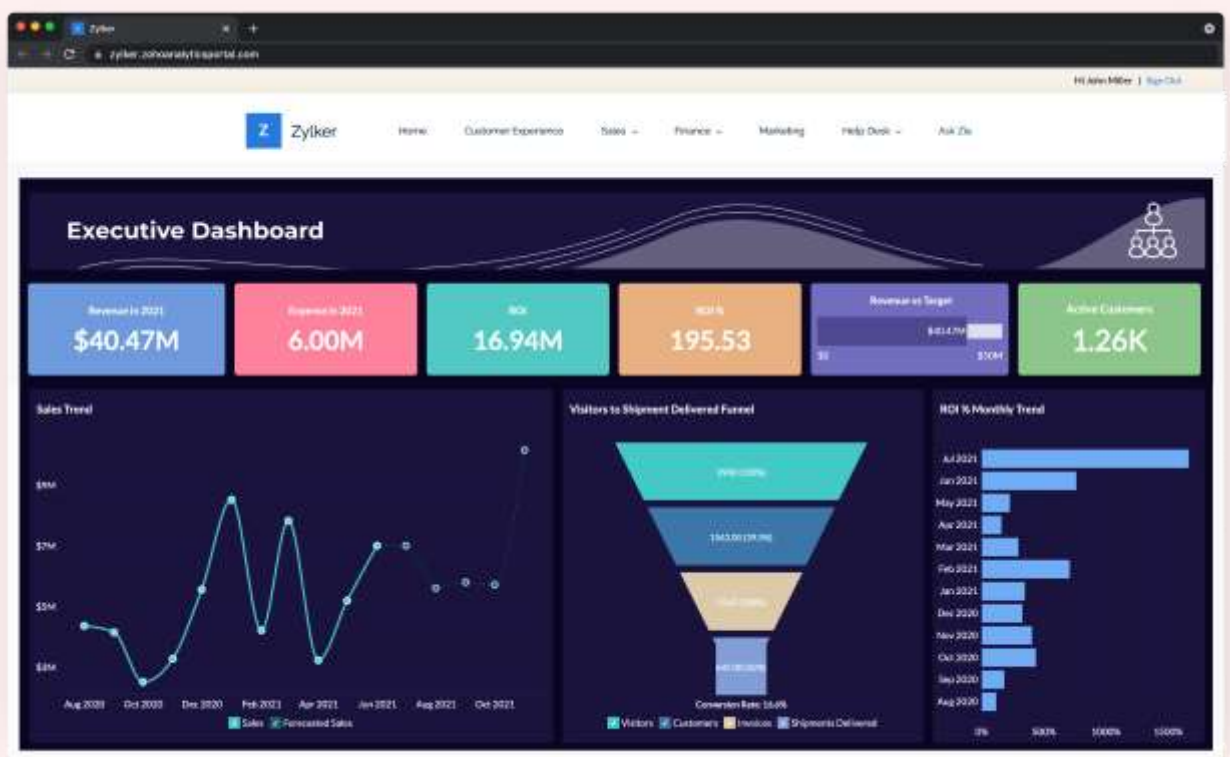 Zylker
zylker.zohoanalyticsportal.com
Hi John Miller | Sign Out
Z Zylker
Home Customer Experience Sales Finance Marketing Help Desk Ask Zia
Executive Dashboard
Revenue in 2021
$40.47M
Expense in 2021
6.00M
ROI
16.94M
ROI %
195.53
Revenue vs Target
$40.47M
$0 $50M
Active Customers
1.26K
Sales Trend
$9M
$7M
$5M
$3M
Aug 2020 Oct 2020 Dec 2020 Feb 2021 Apr 2021 Jun 2021 Aug 2021 Oct 2021
Sales Forecasted Sales
Visitors to Shipment Delivered Funnel
Conversion Rate: 16.6%
Visitors Customers Invoices Shipments Delivered
ROI % Monthly Trend
Jul 2021
Jun 2021
May 2021
Apr 2021
Mar 2021
Feb 2021
Jan 2021
Dec 2020
Nov 2020
Oct 2020
Sep 2020
Aug 2020
0% 500% 1000% 1500%